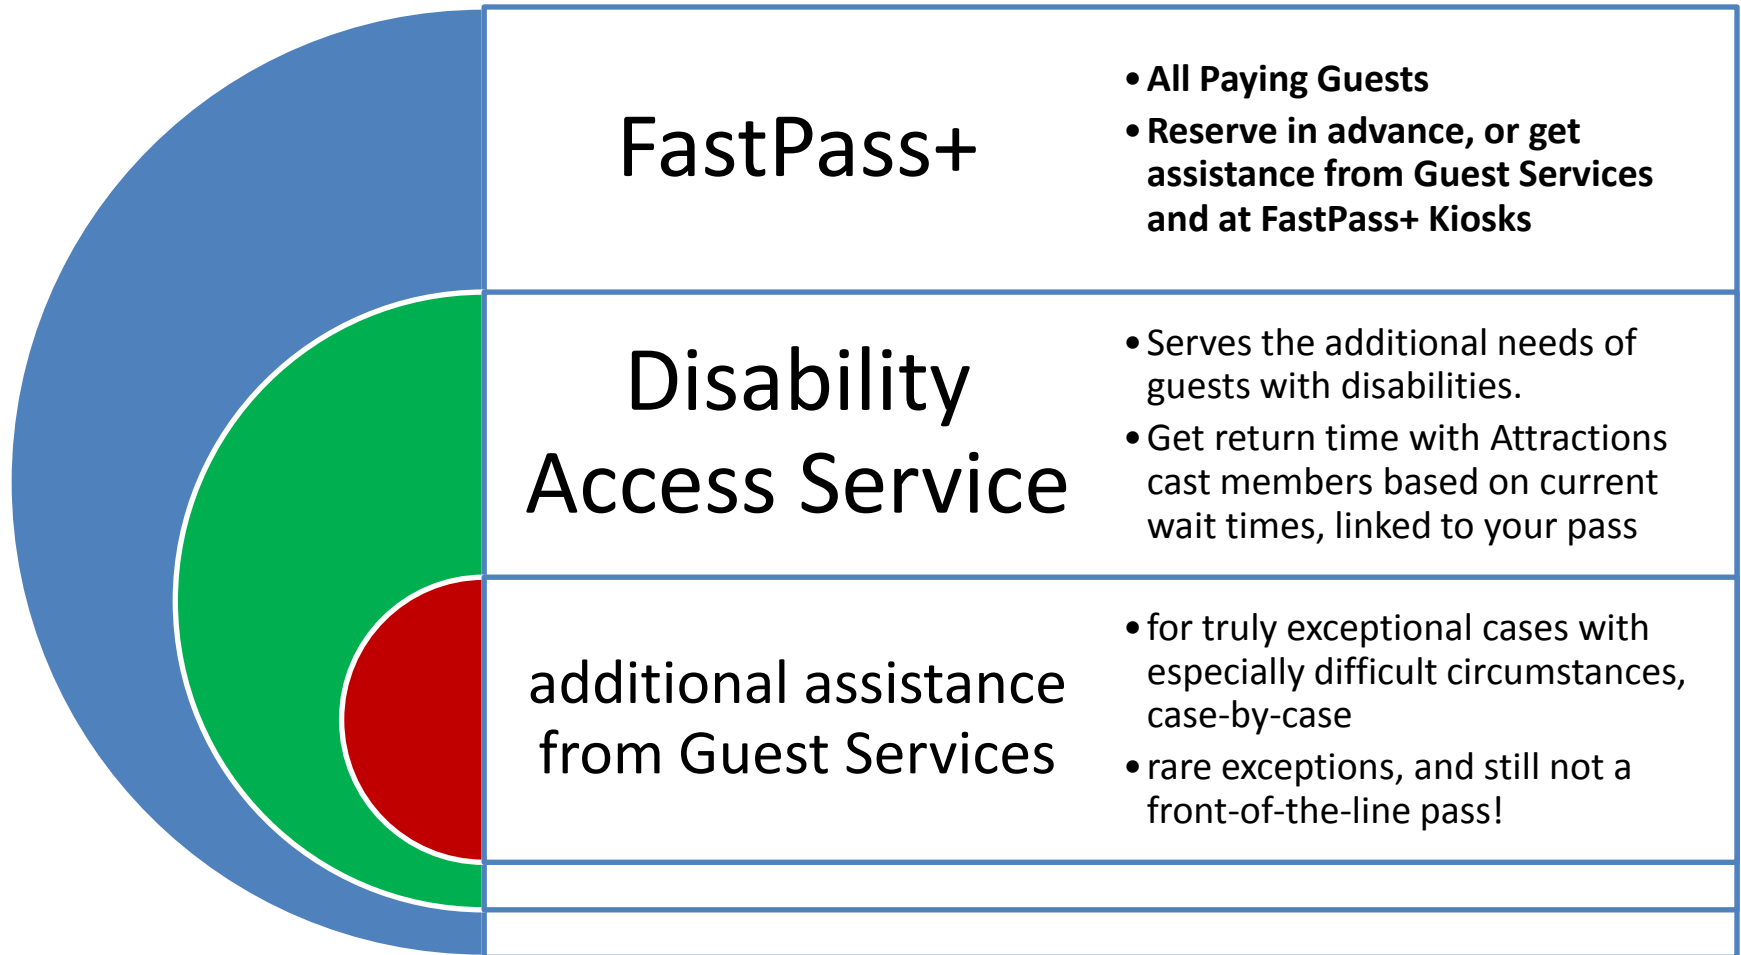 FastPass+
• All Paying Guests
• Reserve in advance, or get
assistance from Guest Services
and at FastPass+ Kiosks
Disability
Access Service
• Serves the additional needs of
guests with disabilities.
• Get return time with Attractions
cast members based on current
wait times, linked to your pass
additional assistance
from Guest Services
• for truly exceptional cases with
especially difficult circumstances,
case-by-case
• rare exceptions, and still not a
front-of-the-line pass!